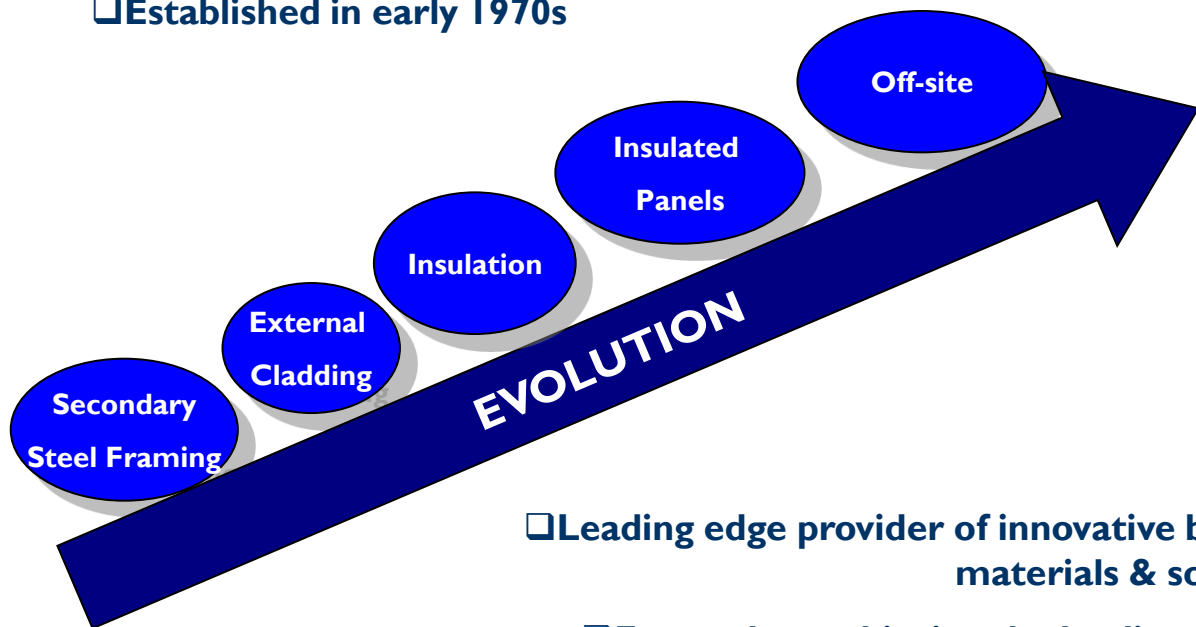 ❑Established in early 1970s
Off-site
Insulated
Panels
Insulation
External
Cladding
Secondary
Steel Framing
EVOLUTION
❑Leading edge provider of innovative
materials &